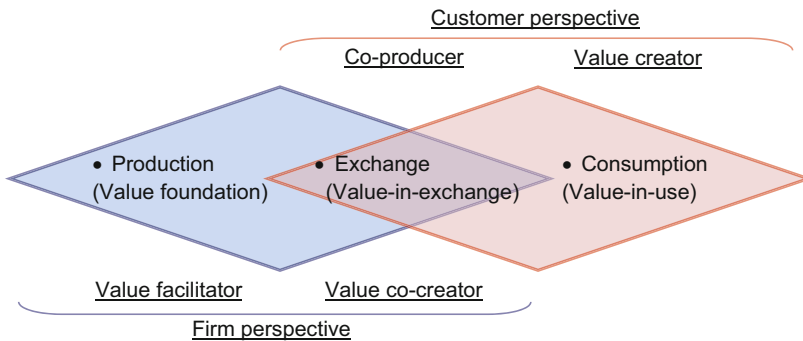 Customer perspective
Co-producer Value creator
• Production • Exchange • Consumption
(Value foundation) (Value-in-exchange) (Value-in-use)
Value facilitator Value co-creator
Firm perspective